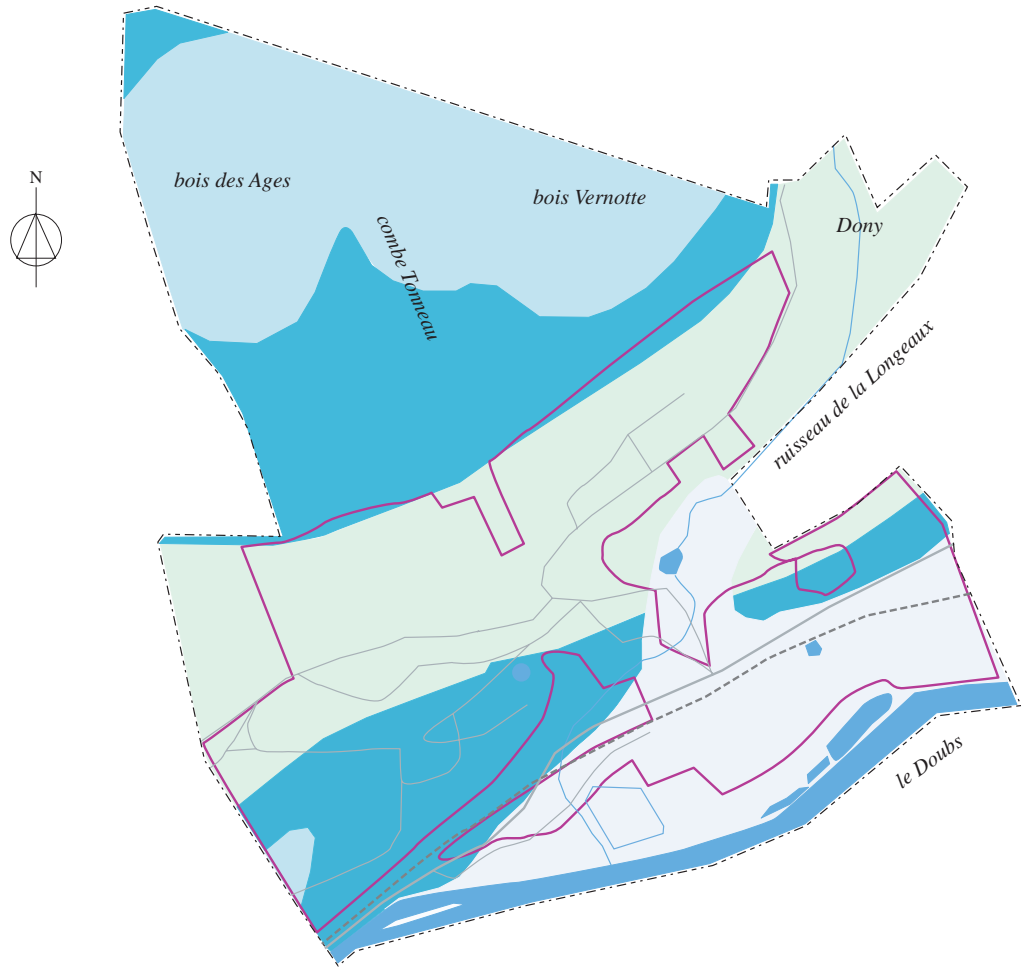 N
bois des Ages
bois Vernotte
combe Tonneau
Dony
ruisseau de la Longeaux
le Doubs